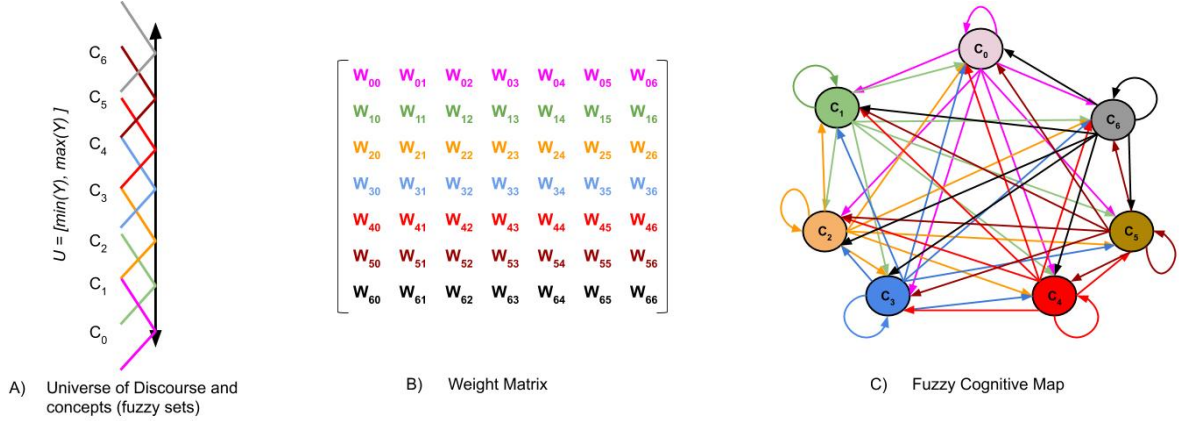 U = [min(Y), max(Y) ]
C6
C5
C4
C3
C2
C1
C0
A) Universe of Discourse and
concepts (fuzzy sets)
W00 W01 W02 W03 W04 W05 W06
W10 W11 W12 W13 W14 W15 W16
W20 W21 W22 W23 W24 W25 W26
W30 W31 W32 W33 W34 W35 W36
W40 W41 W42 W43 W44 W45 W46
W50 W51 W52 W53 W54 W55 W56
W60 W61 W62 W63 W64 W65 W66
B) Weight Matrix
C0
C1
C6
C2
C5
C3
C4
C) Fuzzy Cognitive Map